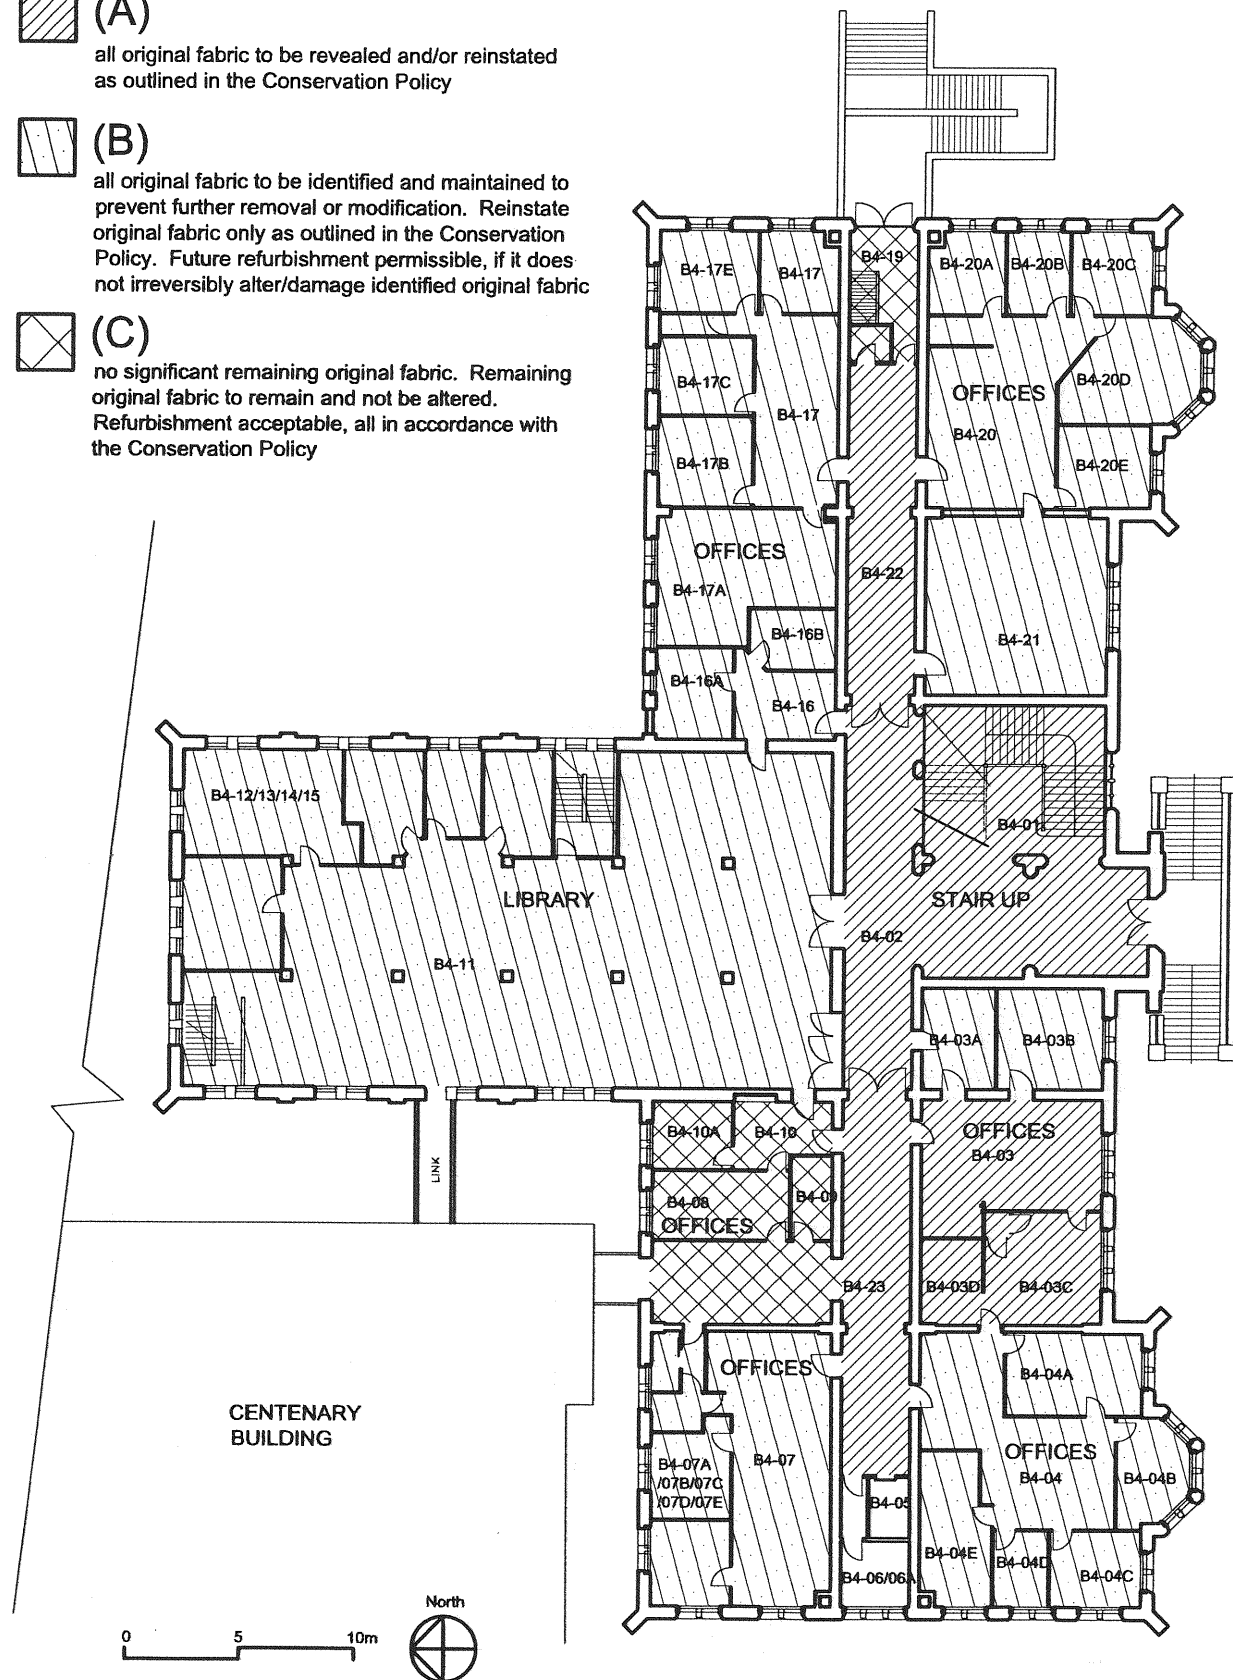 (A)
all original fabric to be revealed and/or reinstated
as outlined in the Conservation Policy
(B)
all original fabric to be identified and maintained to
prevent further removal or modification. Reinstate
original fabric only as outlined in the Conservation
Policy. Future refurbishment permissible, if it does
not irreversibly alter/damage identified original fabric
(C)
no significant remaining original fabric. Remaining
original fabric to remain and not be altered.
Refurbishment acceptable, all in accordance with
the Conservation Policy
B4-17E
B4-17
B4-19
B4-20A
B4-20B
B4-20C
B4-17C
B4-17
OFFICES
B4-20D
B4-20
B4-17B
B4-20E
OFFICES
B4-17A
B4-22
B4-16B
B4-21
B4-16A
B4-16
B4-12/13/14/15
B4-01
LIBRARY
STAIR UP
B4-02
B4-11
B4-03A
B4-03B
B4-10A
B4-10
OFFICES
B4-03
LINK
B4-08
B4-09
OFFICES
B4-23
B4-03D
B4-03C
OFFICES
B4-04A
CENTENARY
BUILDING
B4-07A
/07B/07C
/07D/07E
B4-07
OFFICES
B4-04
B4-04B
B4-05
B4-04E
B4-04D
B4-04C
B4-06/06A
North
0 5 10m